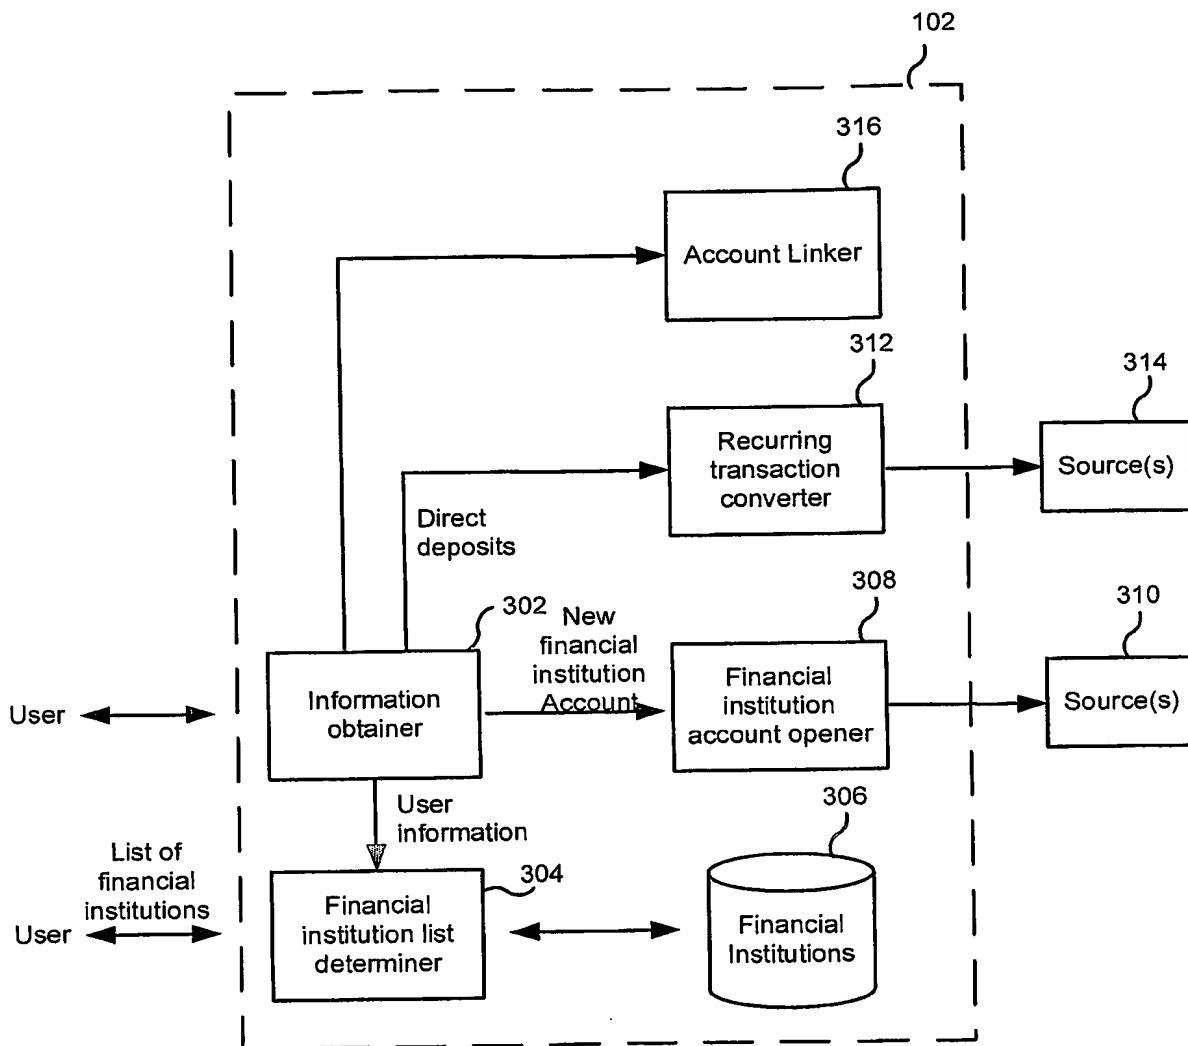 102
316
Account Linker
312
314
Recurring
transaction
converter
Source(s)
Direct
deposits
302
308
310
New
financial
institution
Account
Information
obtainer
Financial
institution
account opener
Source(s)
User
User
information
306
List of
financial
institutions
304
User
Financial
institution list
determiner
Financial
Institutions